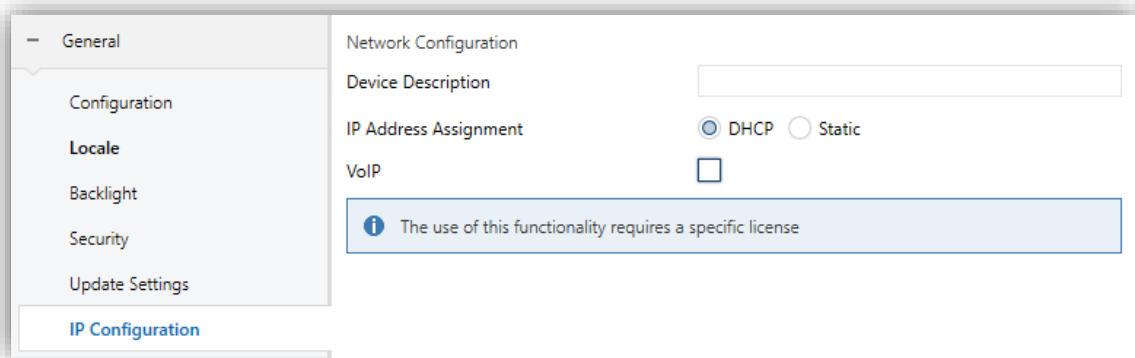 General
Configuration
Locale
Backlight
Security
Update Settings
IP Configuration
Network Configuration
Device Description
IP Address Assignment DHCP Static
VoIP
The use of this functionality requires a specific license